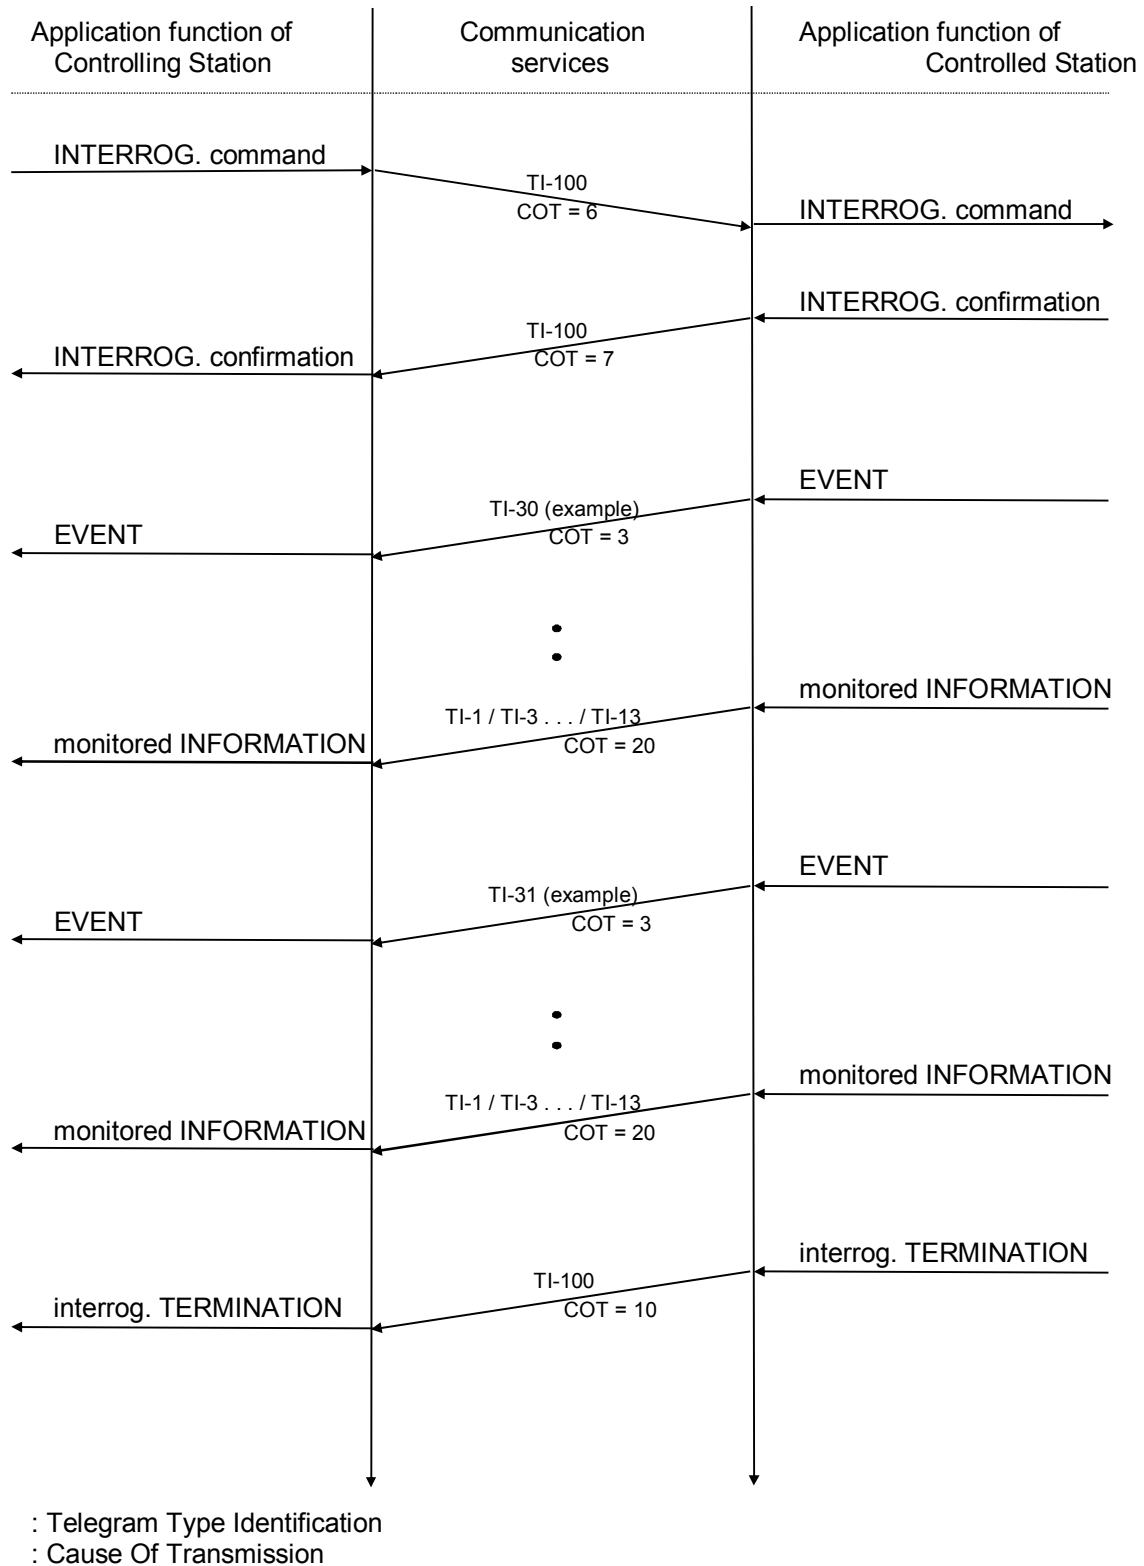 Application function of
Controlling Station
Communication
services
Application function of
Controlled Station
INTERROG. command
TI-100
COT = 6
INTERROG. command
INTERROG. confirmation
TI-100
COT = 7
INTERROG. confirmation
EVENT
TI-30 (example)
COT = 3
EVENT
monitored INFORMATION
TI-1 / TI-3 . . . / TI-13
COT = 20
monitored INFORMATION
EVENT
TI-31 (example)
COT = 3
EVENT
monitored INFORMATION
TI-1 / TI-3 . . . / TI-13
COT = 20
monitored INFORMATION
interrog. TERMINATION
TI-100
COT = 10
interrog. TERMINATION
: Telegram Type Identification
: Cause Of Transmission